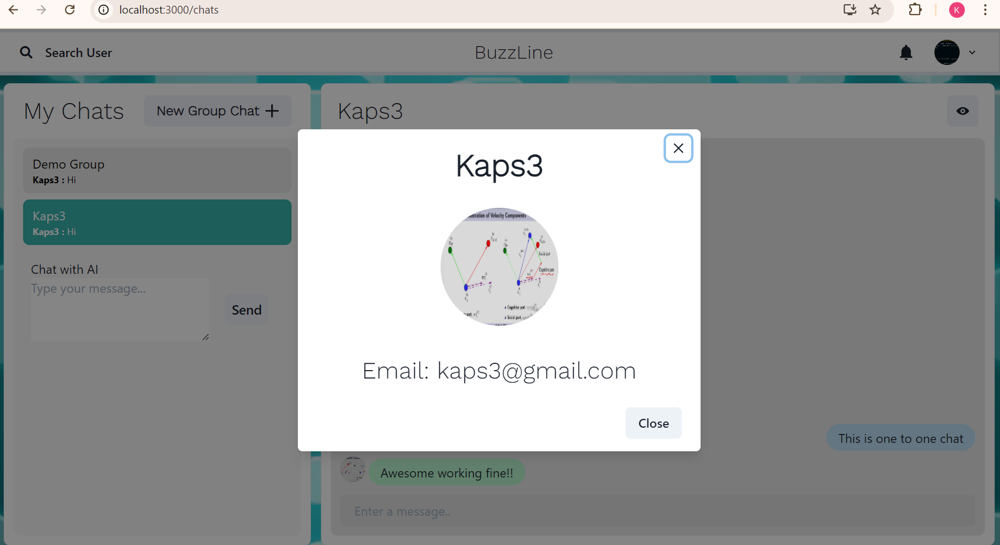 localhost:3000/chats
K
Search User
BuzzLine
My Chats
New Group Chat
Kaps3
Demo Group
Kaps3 : Hi
Kaps3
Kaps3 : Hi
Chat with AI
Type your message...
Send
Kaps3
stration of Velocity Components
Social part
Cognitive part
Cognitive part,
Social part,
part,
Email: kaps3@gmail.com
Close
This is one to one chat
Awesome working fine!!
Enter a message..